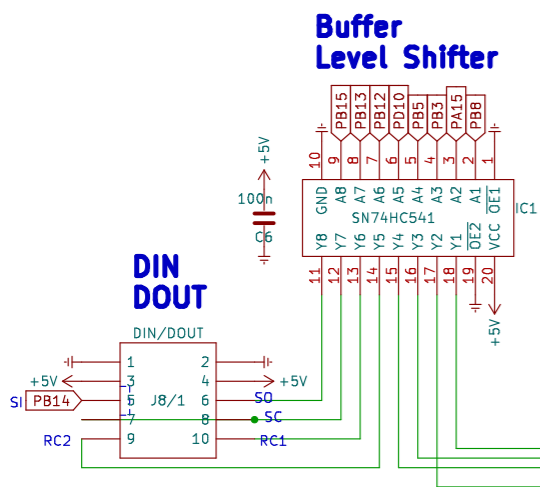 Buffer
Level Shifter
PB15 PB13 PB12 PD10 PB5 PB3 PA15 PB8
10 9 8 7 6 5 4 3 2 1
GND A8 A7 A6 A5 A4 A3 A2 A1 OE1
SN74HC541
IC1
Y8 Y7 Y6 Y5 Y4 Y3 Y2 Y1 OE2 VCC
11 12 13 14 15 16 17 18 19 20
+5V
+5V
100n
C6
DIN
DOUT
DIN/DOUT
1 2
+5V 3 4 +5V
SI PB14 5 J8/1 6 SO
7 8 SC
RC2 9 10 RC1